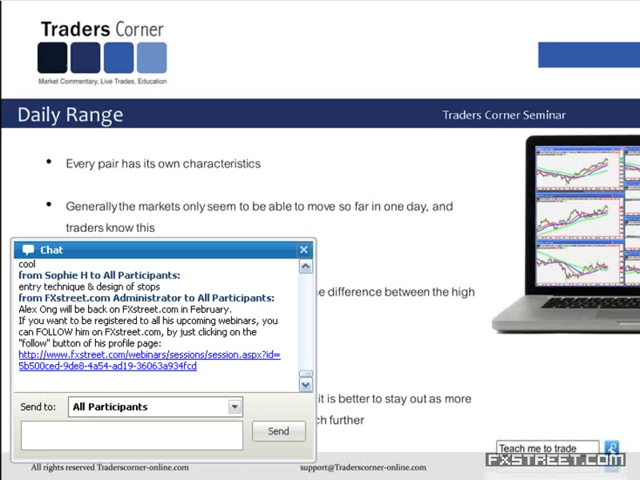 Traders Corner
Market Commentary, Live Trades, Education
Daily Range
Traders Corner Seminar
• Every pair has its own characteristics
• Generally the markets only seem to be able to move so far in one day, and
traders know this
Chat
cool
from Sophie H to All Participants:
entry technique & design of stops
from FXstreet.com Administrator to All Participants:
Alex Ong will be back on FXstreet.com in February.
If you want to be registered to all his upcoming webinars, you
can FOLLOW him on FXstreet.com, by just clicking on the
"follow" button of his profile page:
http://www.fxstreet.com/webinars/sessions/session.aspx?id=
5b500ced-9de8-4a54-ad19-36063a934fcd
Send to: All Participants
Send
e difference between the high
it is better to stay out as more
ch further
Teach me to trade
FXSTREET.COM
All rights reserved Traderscorner-online.com
support@Traderscorner-online.com